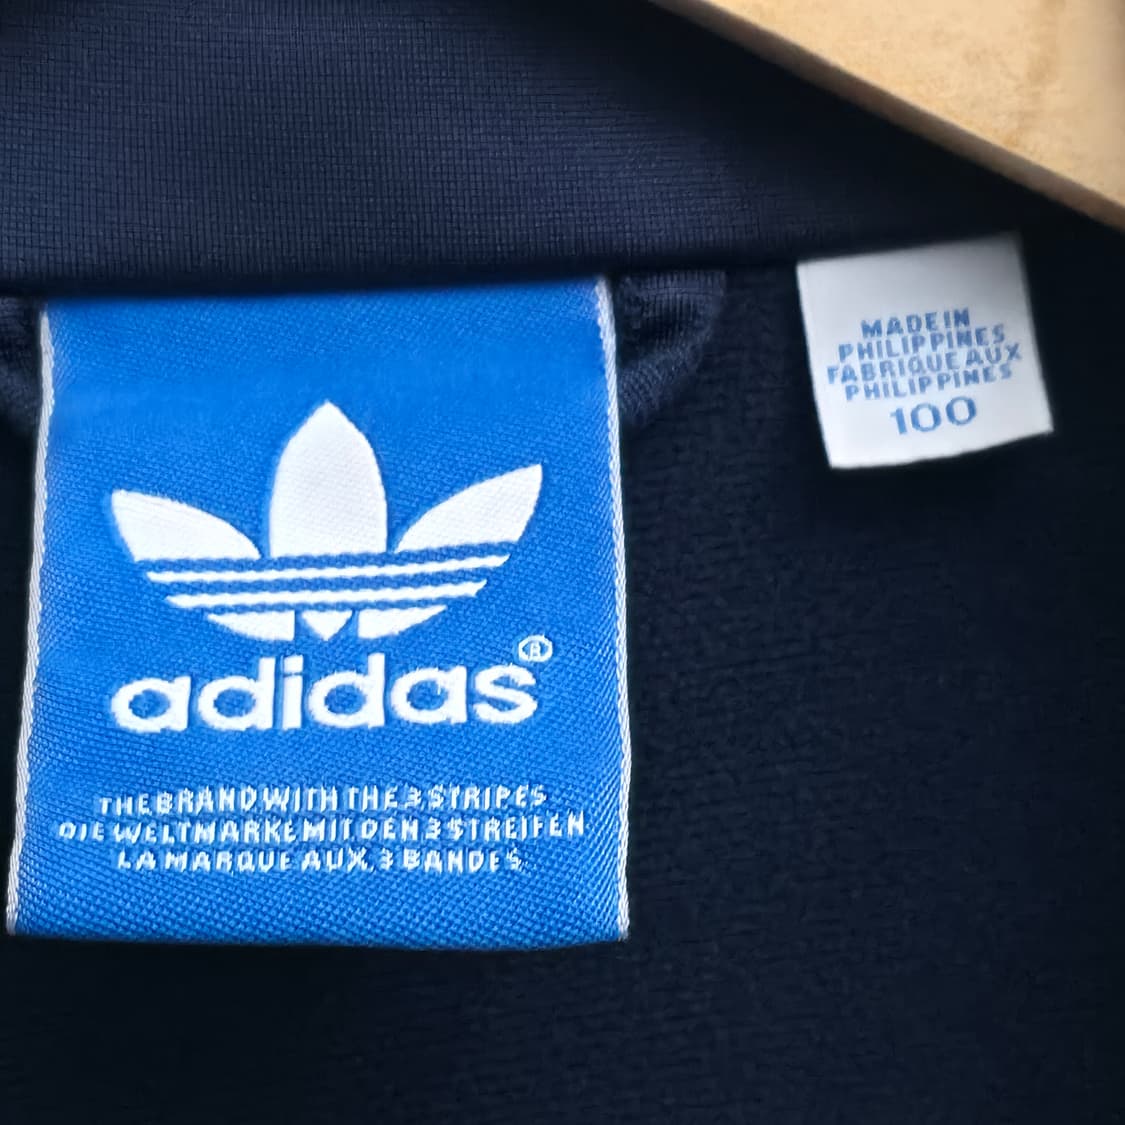 adidas®
THE BRAND WITH THE 3 STRIPES
DIE WELTMARKE MIT DEN 3 STREIFEN
LA MARQUE AUX 3 BANDES
MADE IN
PHILIPPINES
FABRIQUE AUX
PHILIPPINES
100